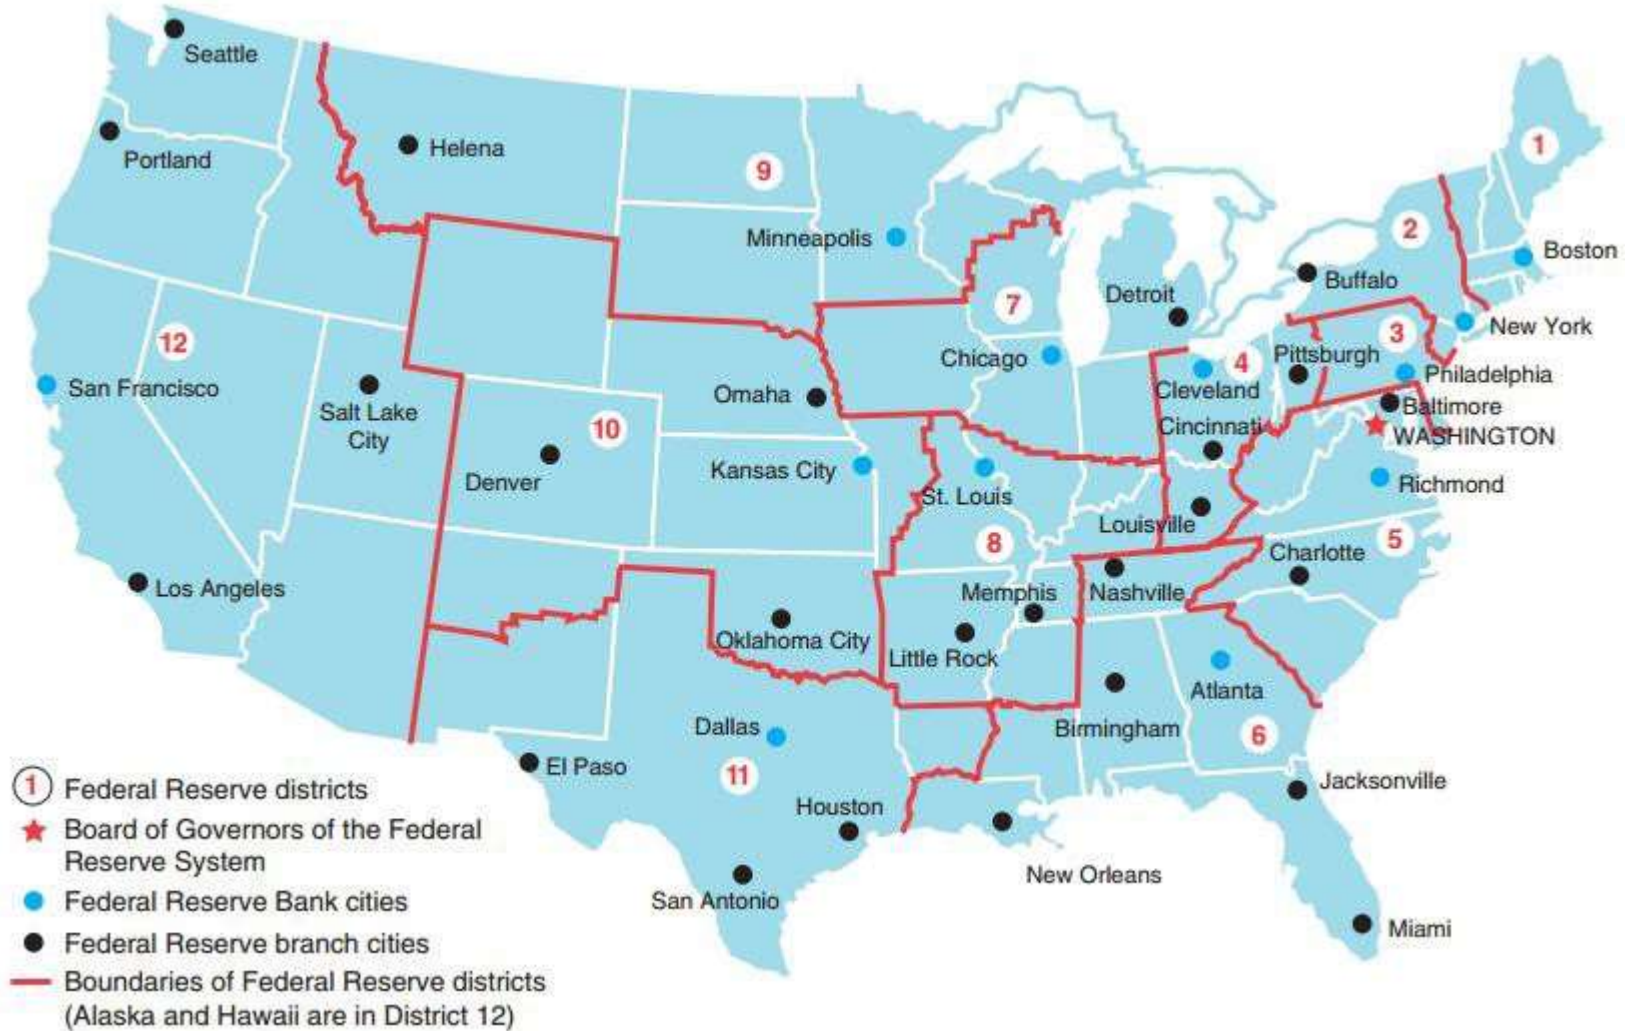 Seattle
Portland
Helena
9
1
2
Minneapolis
Boston
Buffalo
Detroit
7
12
3
New York
Chicago
4
Pittsburgh
San Francisco
Philadelphia
Cleveland
Omaha
Baltimore
Salt Lake
City
10
Cincinnati
WASHINGTON
Denver
Kansas City
St. Louis
Richmond
Louisville
8
5
Charlotte
Los Angeles
Memphis
Nashville
Oklahoma City
Little Rock
Atlanta
Dallas
Birmingham
6
El Paso
11
Jacksonville
Houston
New Orleans
San Antonio
Miami
1 Federal Reserve districts
Board of Governors of the Federal
Reserve System
Federal Reserve Bank cities
Federal Reserve branch cities
Boundaries of Federal Reserve districts
(Alaska and Hawaii are in District 12)